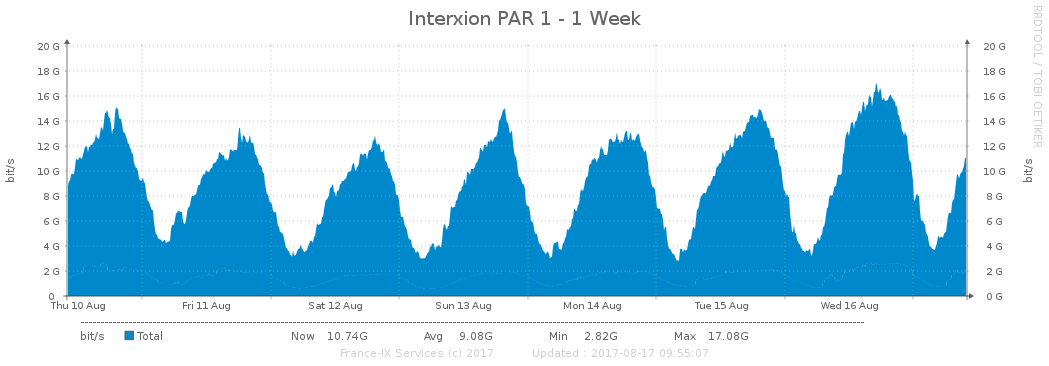 Interxion PAR 1 - 1 Week
RRDTOOL / TOBI OETIKER
20 G 20 G
18 G 18 G
16 G 16 G
14 G 14 G
12 G 12 G
10 G 10 G
8 G 8 G
6 G 6 G
4 G 4 G
2 G 2 G
0 0 G
bit/s bit/s
Thu 10 Aug Fri 11 Aug Sat 12 Aug Sun 13 Aug Mon 14 Aug Tue 15 Aug Wed 16 Aug
bit/s Total Now 10.74G Avg 9.08G Min 2.82G Max 17.08G
France-IX Services (c) 2017 Updated : 2017-08-17 09:55:07